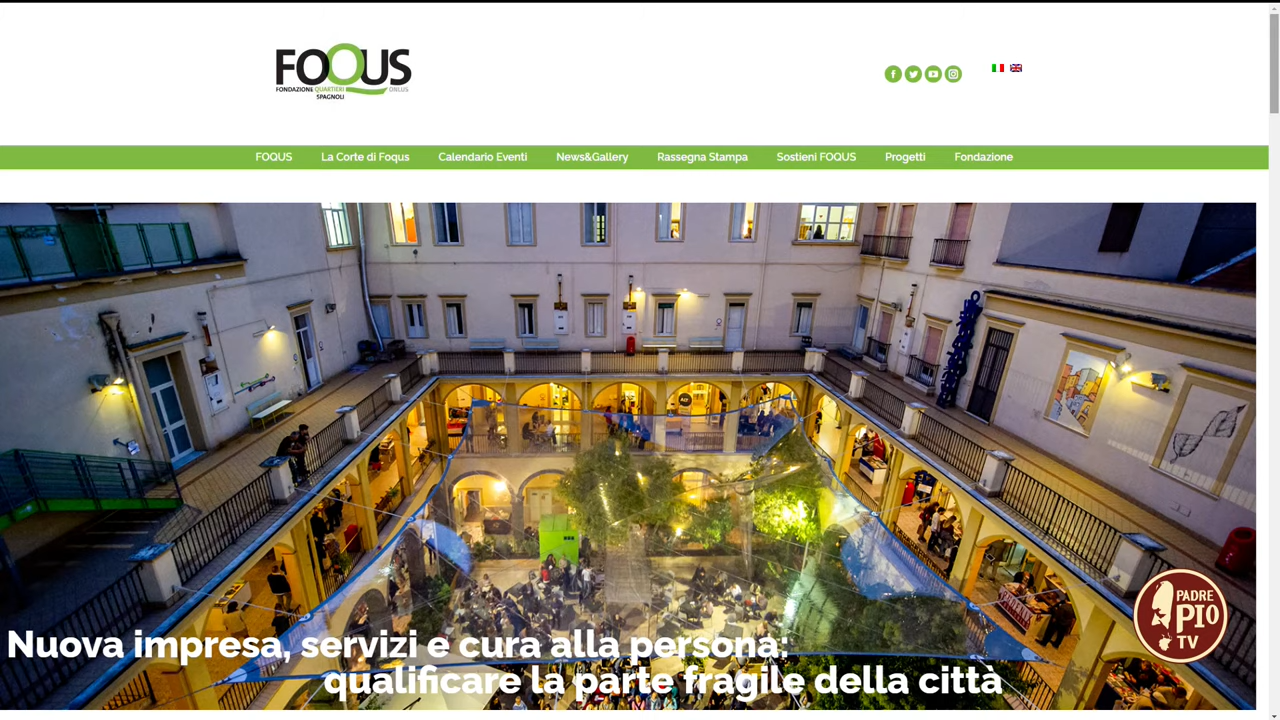 FOQUS
FONDAZIONE QUARTIERI ONLUS
SPAGNOLI
FOQUS La Corte di Foqus Calendario Eventi News&Gallery Rassegna Stampa Sostieni FOQUS Progetti Fondazione
Nuova impresa, servizi e cura alla persona:
qualificare la parte fragile della città
PADRE
PIO
TV